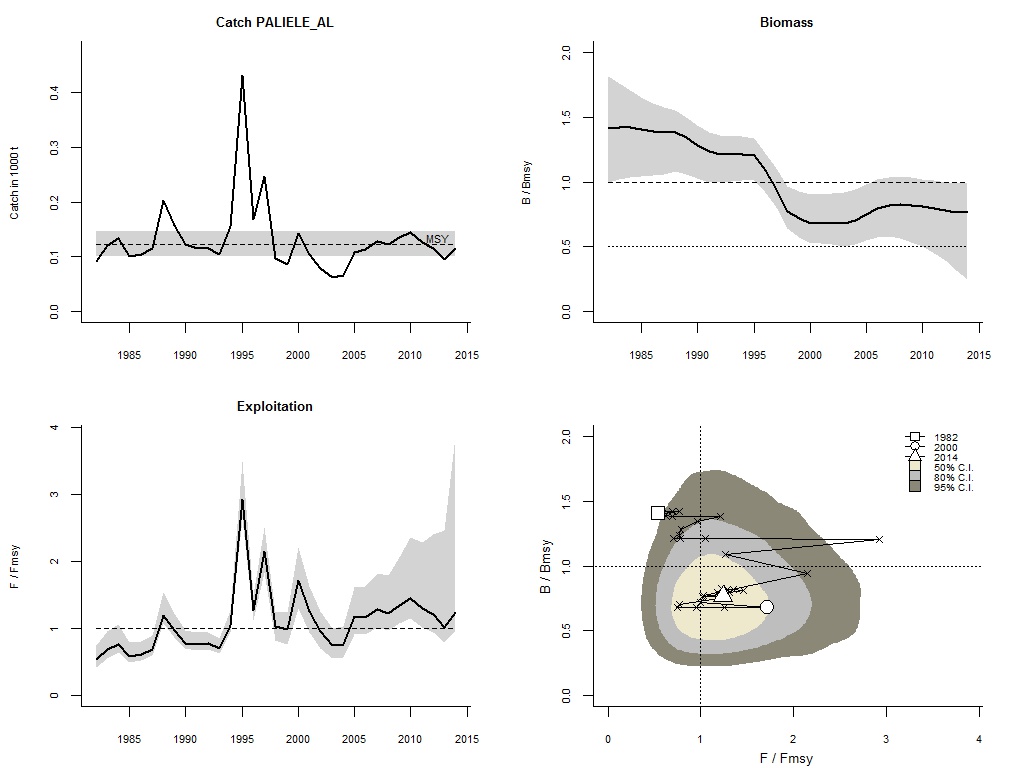 Catch PALIELE_AL
Catch in 1000 t
0.0 0.1 0.2 0.3 0.4
MSY
1985 1990 1995 2000 2005 2010 2015
Biomass
B / Bmsy
0.0 0.5 1.0 1.5 2.0
1985 1990 1995 2000 2005 2010 2015
Exploitation
F / Fmsy
0 1 2 3 4
1985 1990 1995 2000 2005 2010 2015
B / Bmsy
0.0 0.5 1.0 1.5 2.0
1982
2000
2014
50% C.I.
80% C.I.
95% C.I.
0 1 2 3 4
F / Fmsy